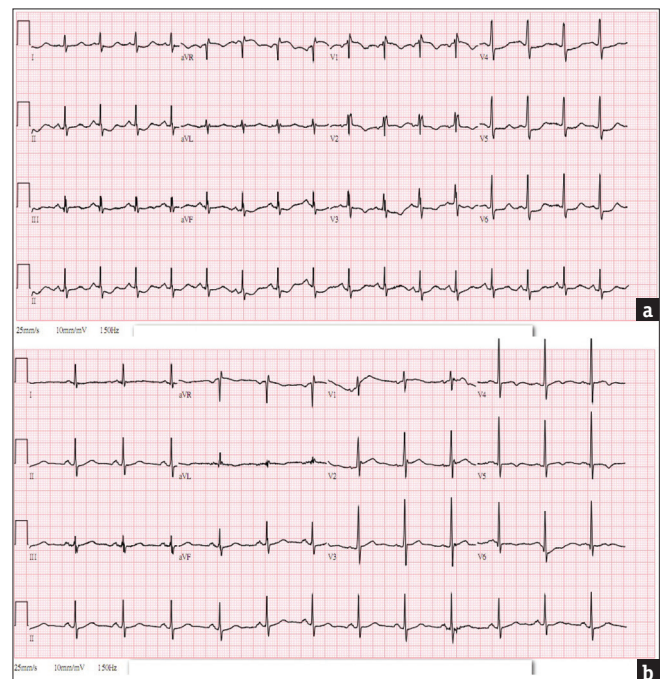 I aVR V1 V4
II aVL V2 V5
III aVF V3 V6
II
a
25mm/s 10mm/mV 150Hz
I aVR V1 V4
II aVL V2 V5
III aVF V3 V6
II
25mm/s 10mm/mV 150Hz
b